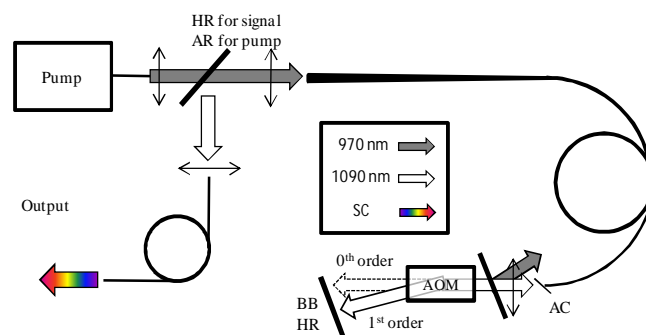 HR for signal
AR for pump
Pump
970 nm
1090 nm
SC
Output
0th order
AOM
AC
BB
HR
1st order